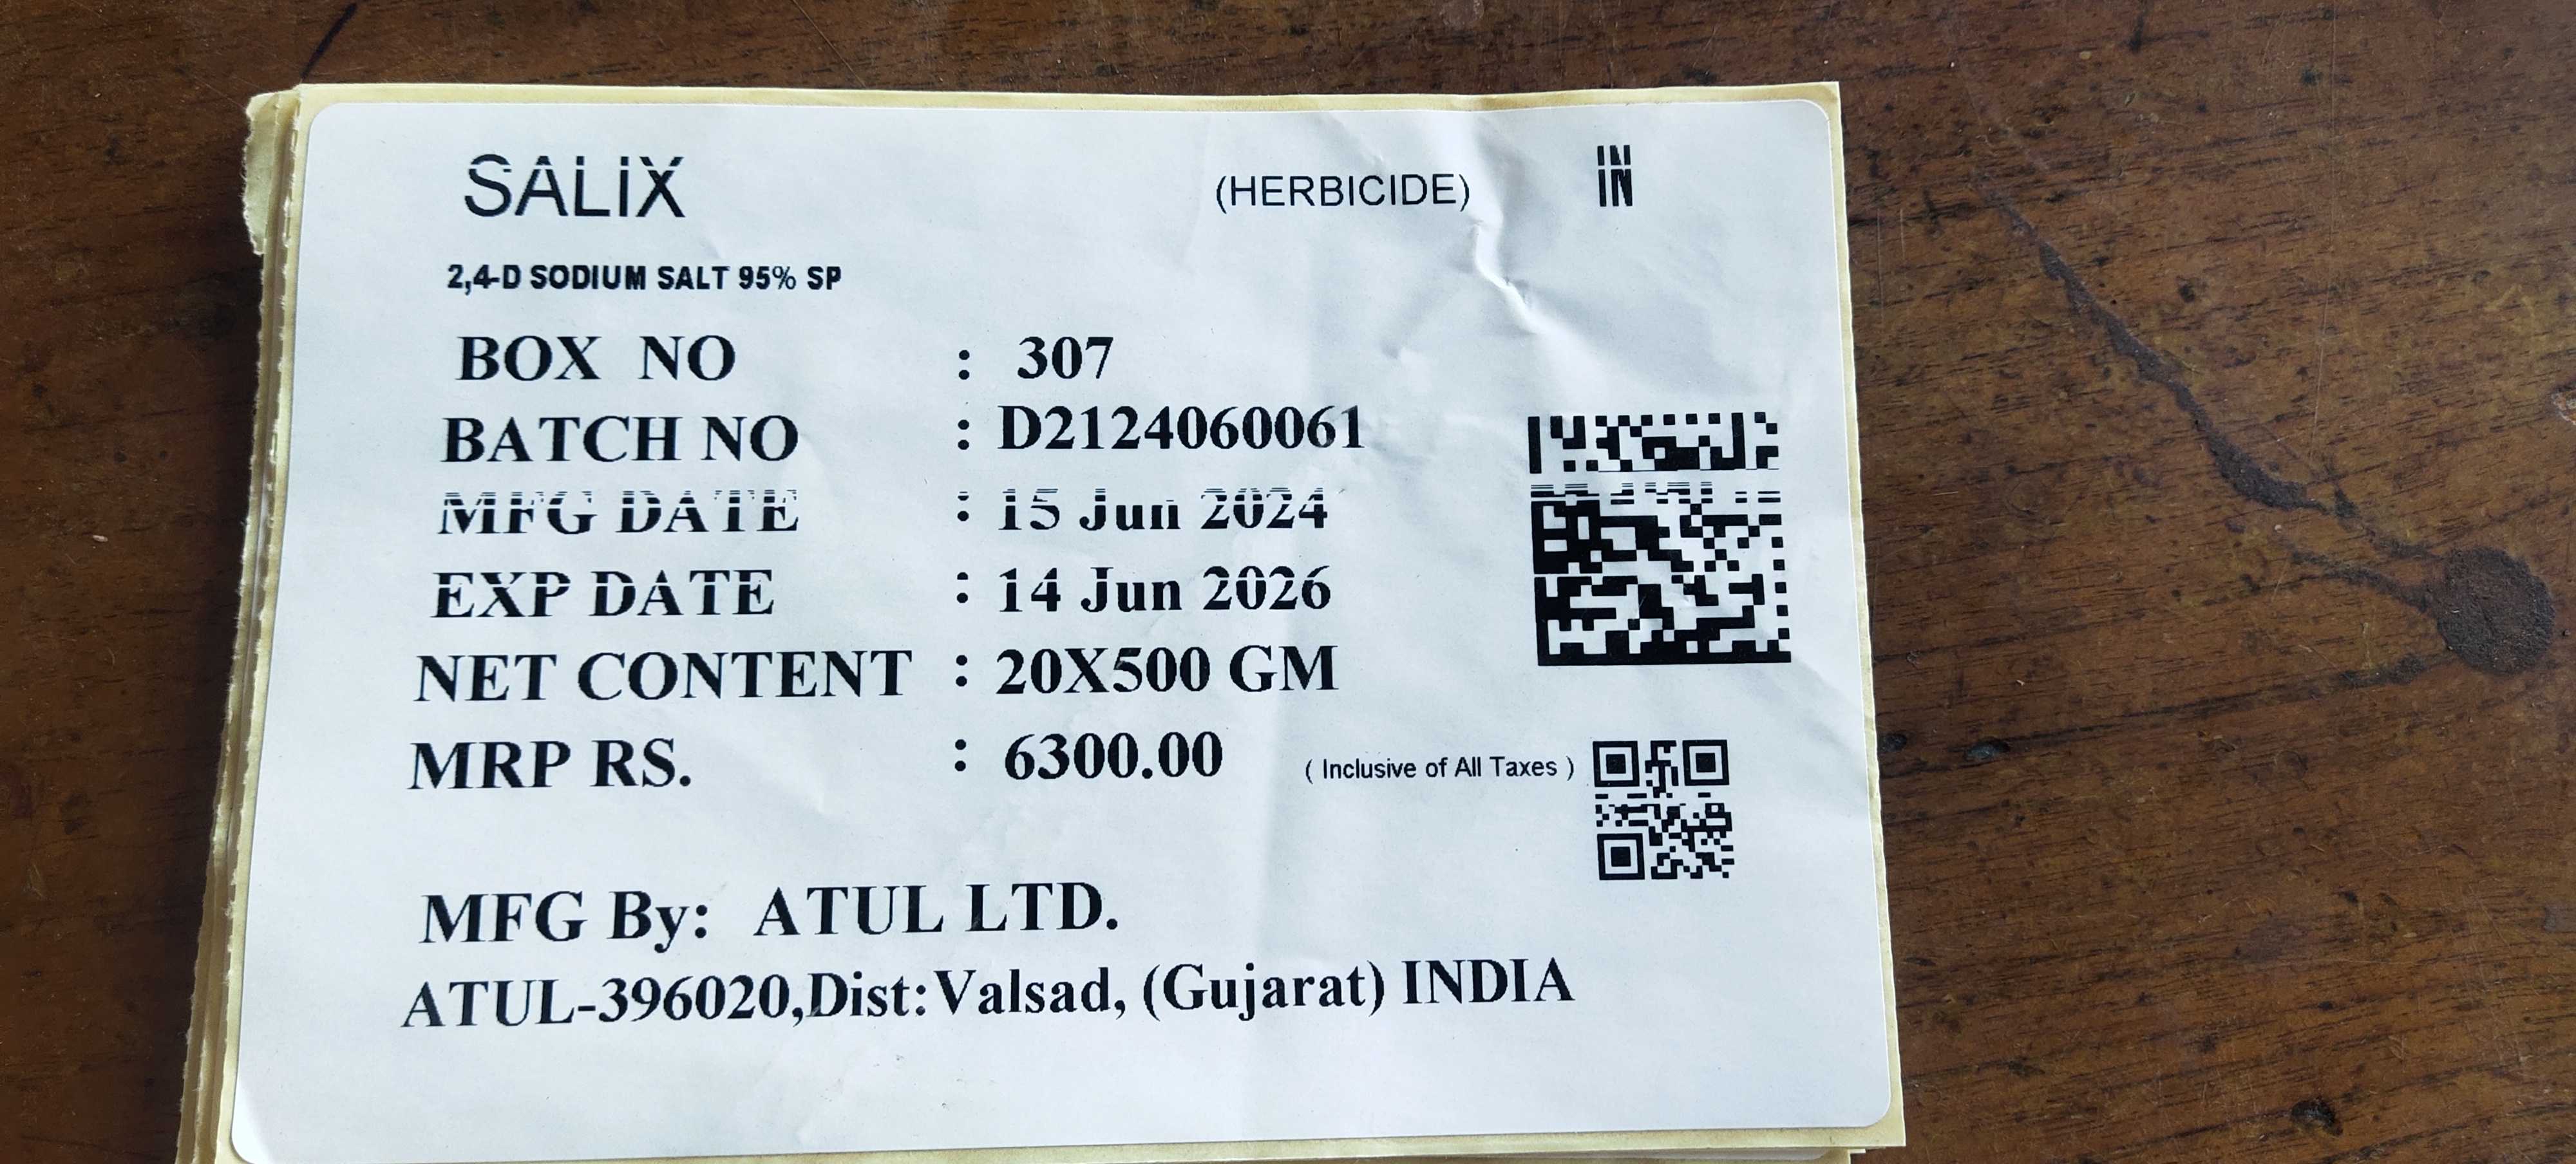 SALIX (HERBICIDE) IN
2,4-D SODIUM SALT 95% SP
BOX NO : 307
BATCH NO : D2124060061
MFG DATE : 15 Jun 2024
EXP DATE : 14 Jun 2026
NET CONTENT : 20X500 GM
MRP RS. : 6300.00 ( Inclusive of All Taxes )
MFG By: ATUL LTD.
ATUL-396020,Dist:Valsad, (Gujarat) INDIA